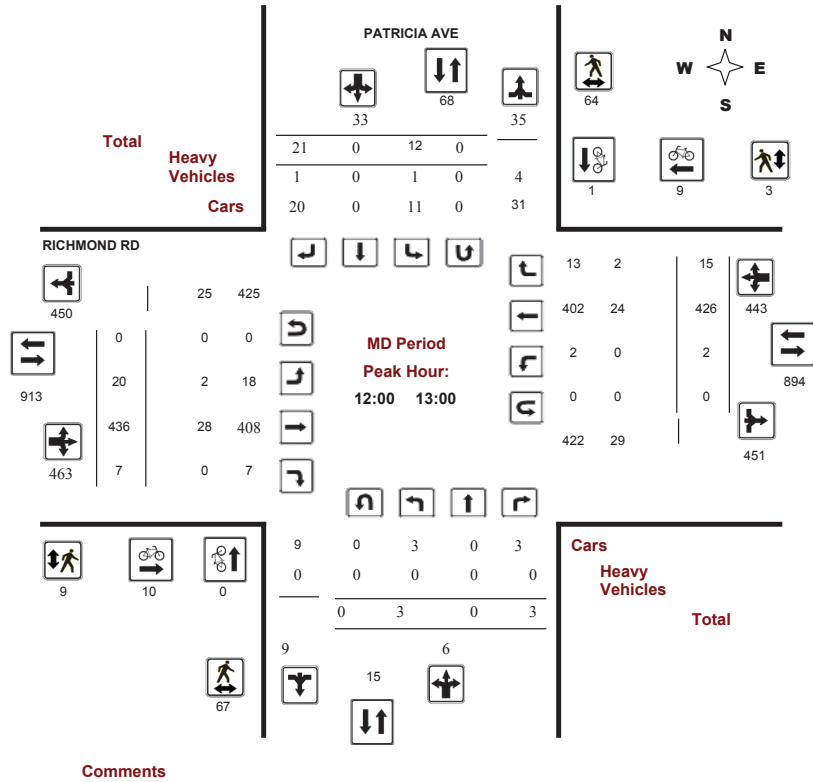 PATRICIA AVE
N
W E
S
68
64
33 35
Total 21 0 12 0
Heavy
Vehicles 1 0 1 0 4
1 9 3
Cars 20 0 11 0 31
RICHMOND RD
13 2 15
450 25 425
402 24 426 443
0 0 0
MD Period
2 0 2
Peak Hour:
20 2 18
913 894
12:00 13:00
0 0 0
436 28 408
422 29 451
463 7 0 7
9 0 3 0 3 Cars
0 0 0 0 0 Heavy
Vehicles
9 10 0
0 3 0 3 Total
9 6
15
67
Comments